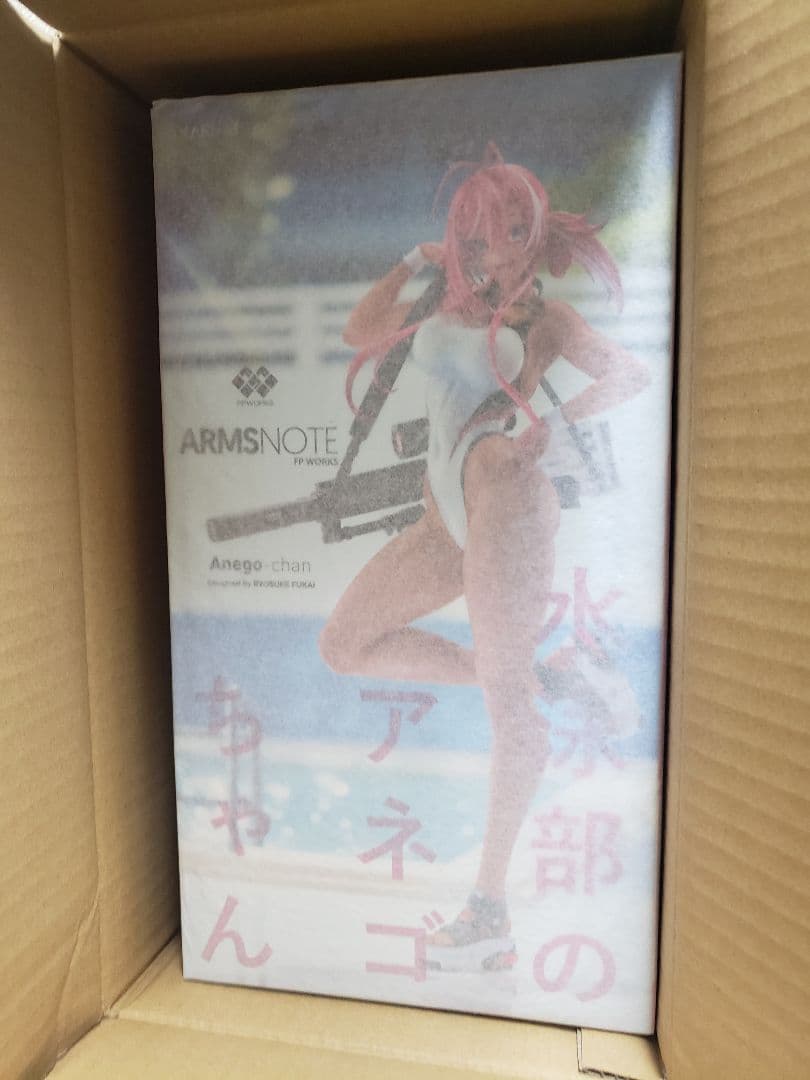 FPWORKS
ARMSNOTE
FP WORKS
Anego-chan
Designed by RYOSUKE FUKAI
水泳部の
アネゴ
ちゃん